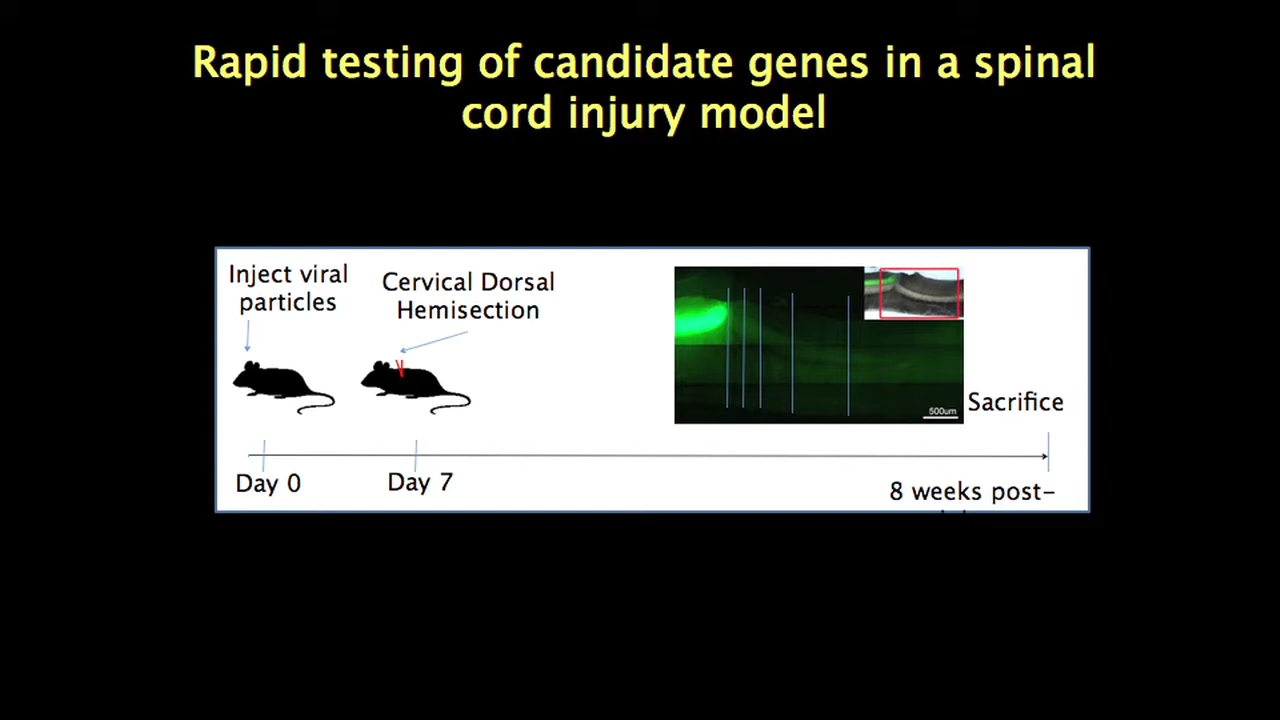 Rapid testing of candidate genes in a spinal
cord injury model
Inject viral
particles
Cervical Dorsal
Hemisection
500um
Sacrifice
Day 0
Day 7
8 weeks post-